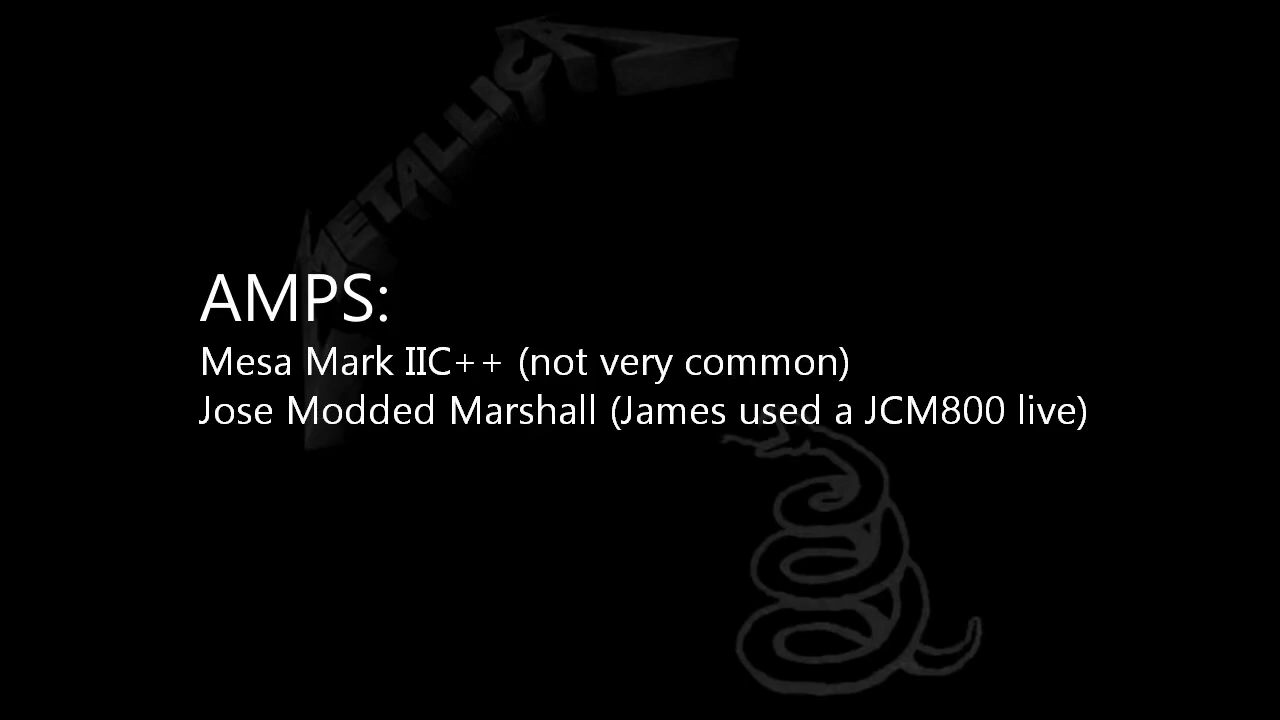 METALLICA
AMPS:
Mesa Mark IIC++ (not very common)
Jose Modded Marshall (James used a JCM800 live)